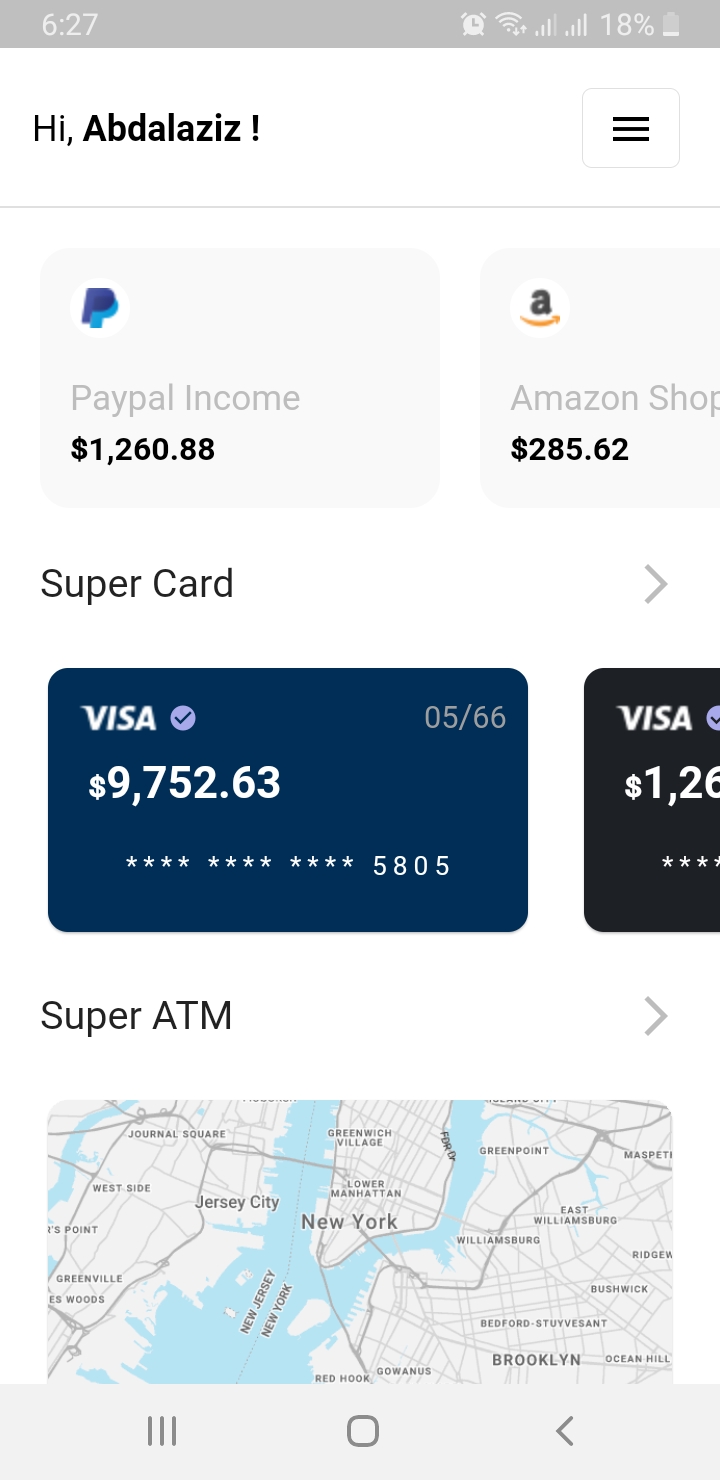 6:27 18%
Hi, Abdalaziz !
Paypal Income
$1,260.88
a
Amazon Shop
$285.62
Super Card
VISA 05/66
$9,752.63
**** **** **** 5805
VISA
$1,26
****
Super ATM
JOURNAL SQUARE
GREENWICH
VILLAGE
FDR Dr
GREENPOINT
MASPETH
WEST SIDE
Jersey City
LOWER
MANHATTAN
New York
EAST
WILLIAMSBURG
R'S POINT
WILLIAMSBURG
RIDGEW
GREENVILLE
ES WOODS
NEW JERSEY
NEW YORK
BUSHWICK
BEDFORD-STUYVESANT
BROOKLYN
OCEAN HILL
GOWANUS
RED HOOK